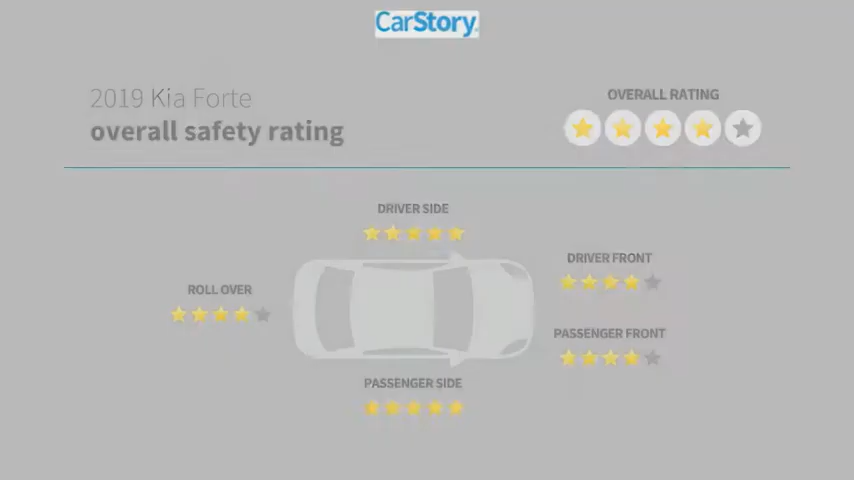 CarStory
2019 Kia Forte
overall safety rating
OVERALL RATING
DRIVER SIDE
DRIVER FRONT
ROLL OVER
PASSENGER FRONT
PASSENGER SIDE